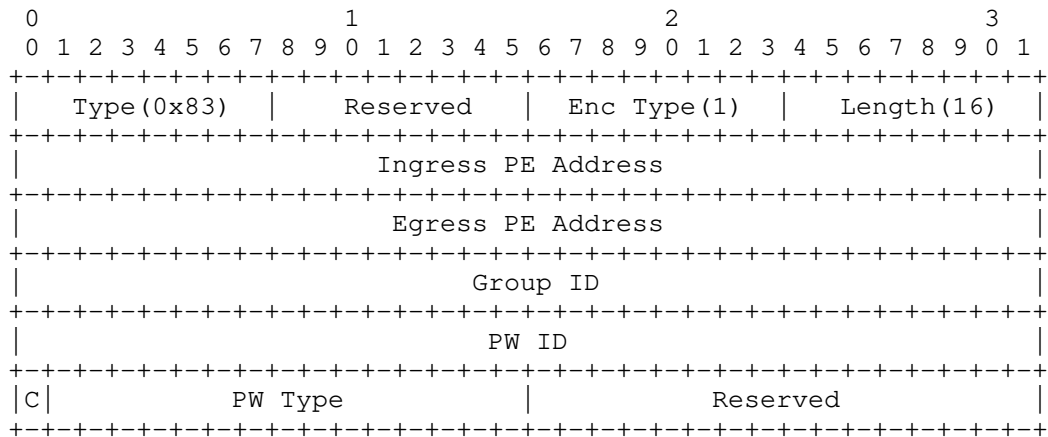 0                   1                   2                   3
 0 1 2 3 4 5 6 7 8 9 0 1 2 3 4 5 6 7 8 9 0 1 2 3 4 5 6 7 8 9 0 1
+-+-+-+-+-+-+-+-+-+-+-+-+-+-+-+-+-+-+-+-+-+-+-+-+-+-+-+-+-+-+-+-+
|   Type(0x83)  |    Reserved   |  Enc Type(1)  |   Length(16)  |
+-+-+-+-+-+-+-+-+-+-+-+-+-+-+-+-+-+-+-+-+-+-+-+-+-+-+-+-+-+-+-+-+
|                      Ingress PE Address                       |
+-+-+-+-+-+-+-+-+-+-+-+-+-+-+-+-+-+-+-+-+-+-+-+-+-+-+-+-+-+-+-+-+
|                       Egress PE Address                       |
+-+-+-+-+-+-+-+-+-+-+-+-+-+-+-+-+-+-+-+-+-+-+-+-+-+-+-+-+-+-+-+-+
|                            Group ID                           |
+-+-+-+-+-+-+-+-+-+-+-+-+-+-+-+-+-+-+-+-+-+-+-+-+-+-+-+-+-+-+-+-+
|                             PW ID                             |
+-+-+-+-+-+-+-+-+-+-+-+-+-+-+-+-+-+-+-+-+-+-+-+-+-+-+-+-+-+-+-+-+
|C|           PW Type           |           Reserved            |
+-+-+-+-+-+-+-+-+-+-+-+-+-+-+-+-+-+-+-+-+-+-+-+-+-+-+-+-+-+-+-+-+